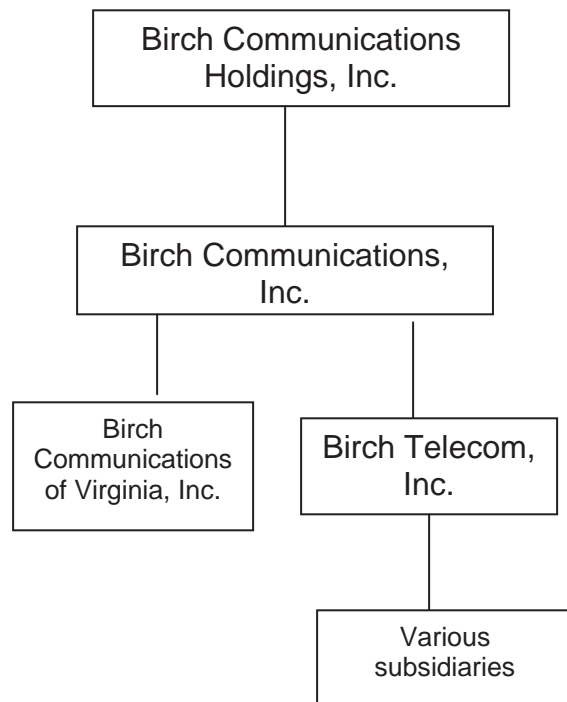 Birch Communications
Holdings, Inc.
Birch Communications,
Inc.
Birch
Communications
of Virginia, Inc.
Birch Telecom,
Inc.
Various
subsidiaries